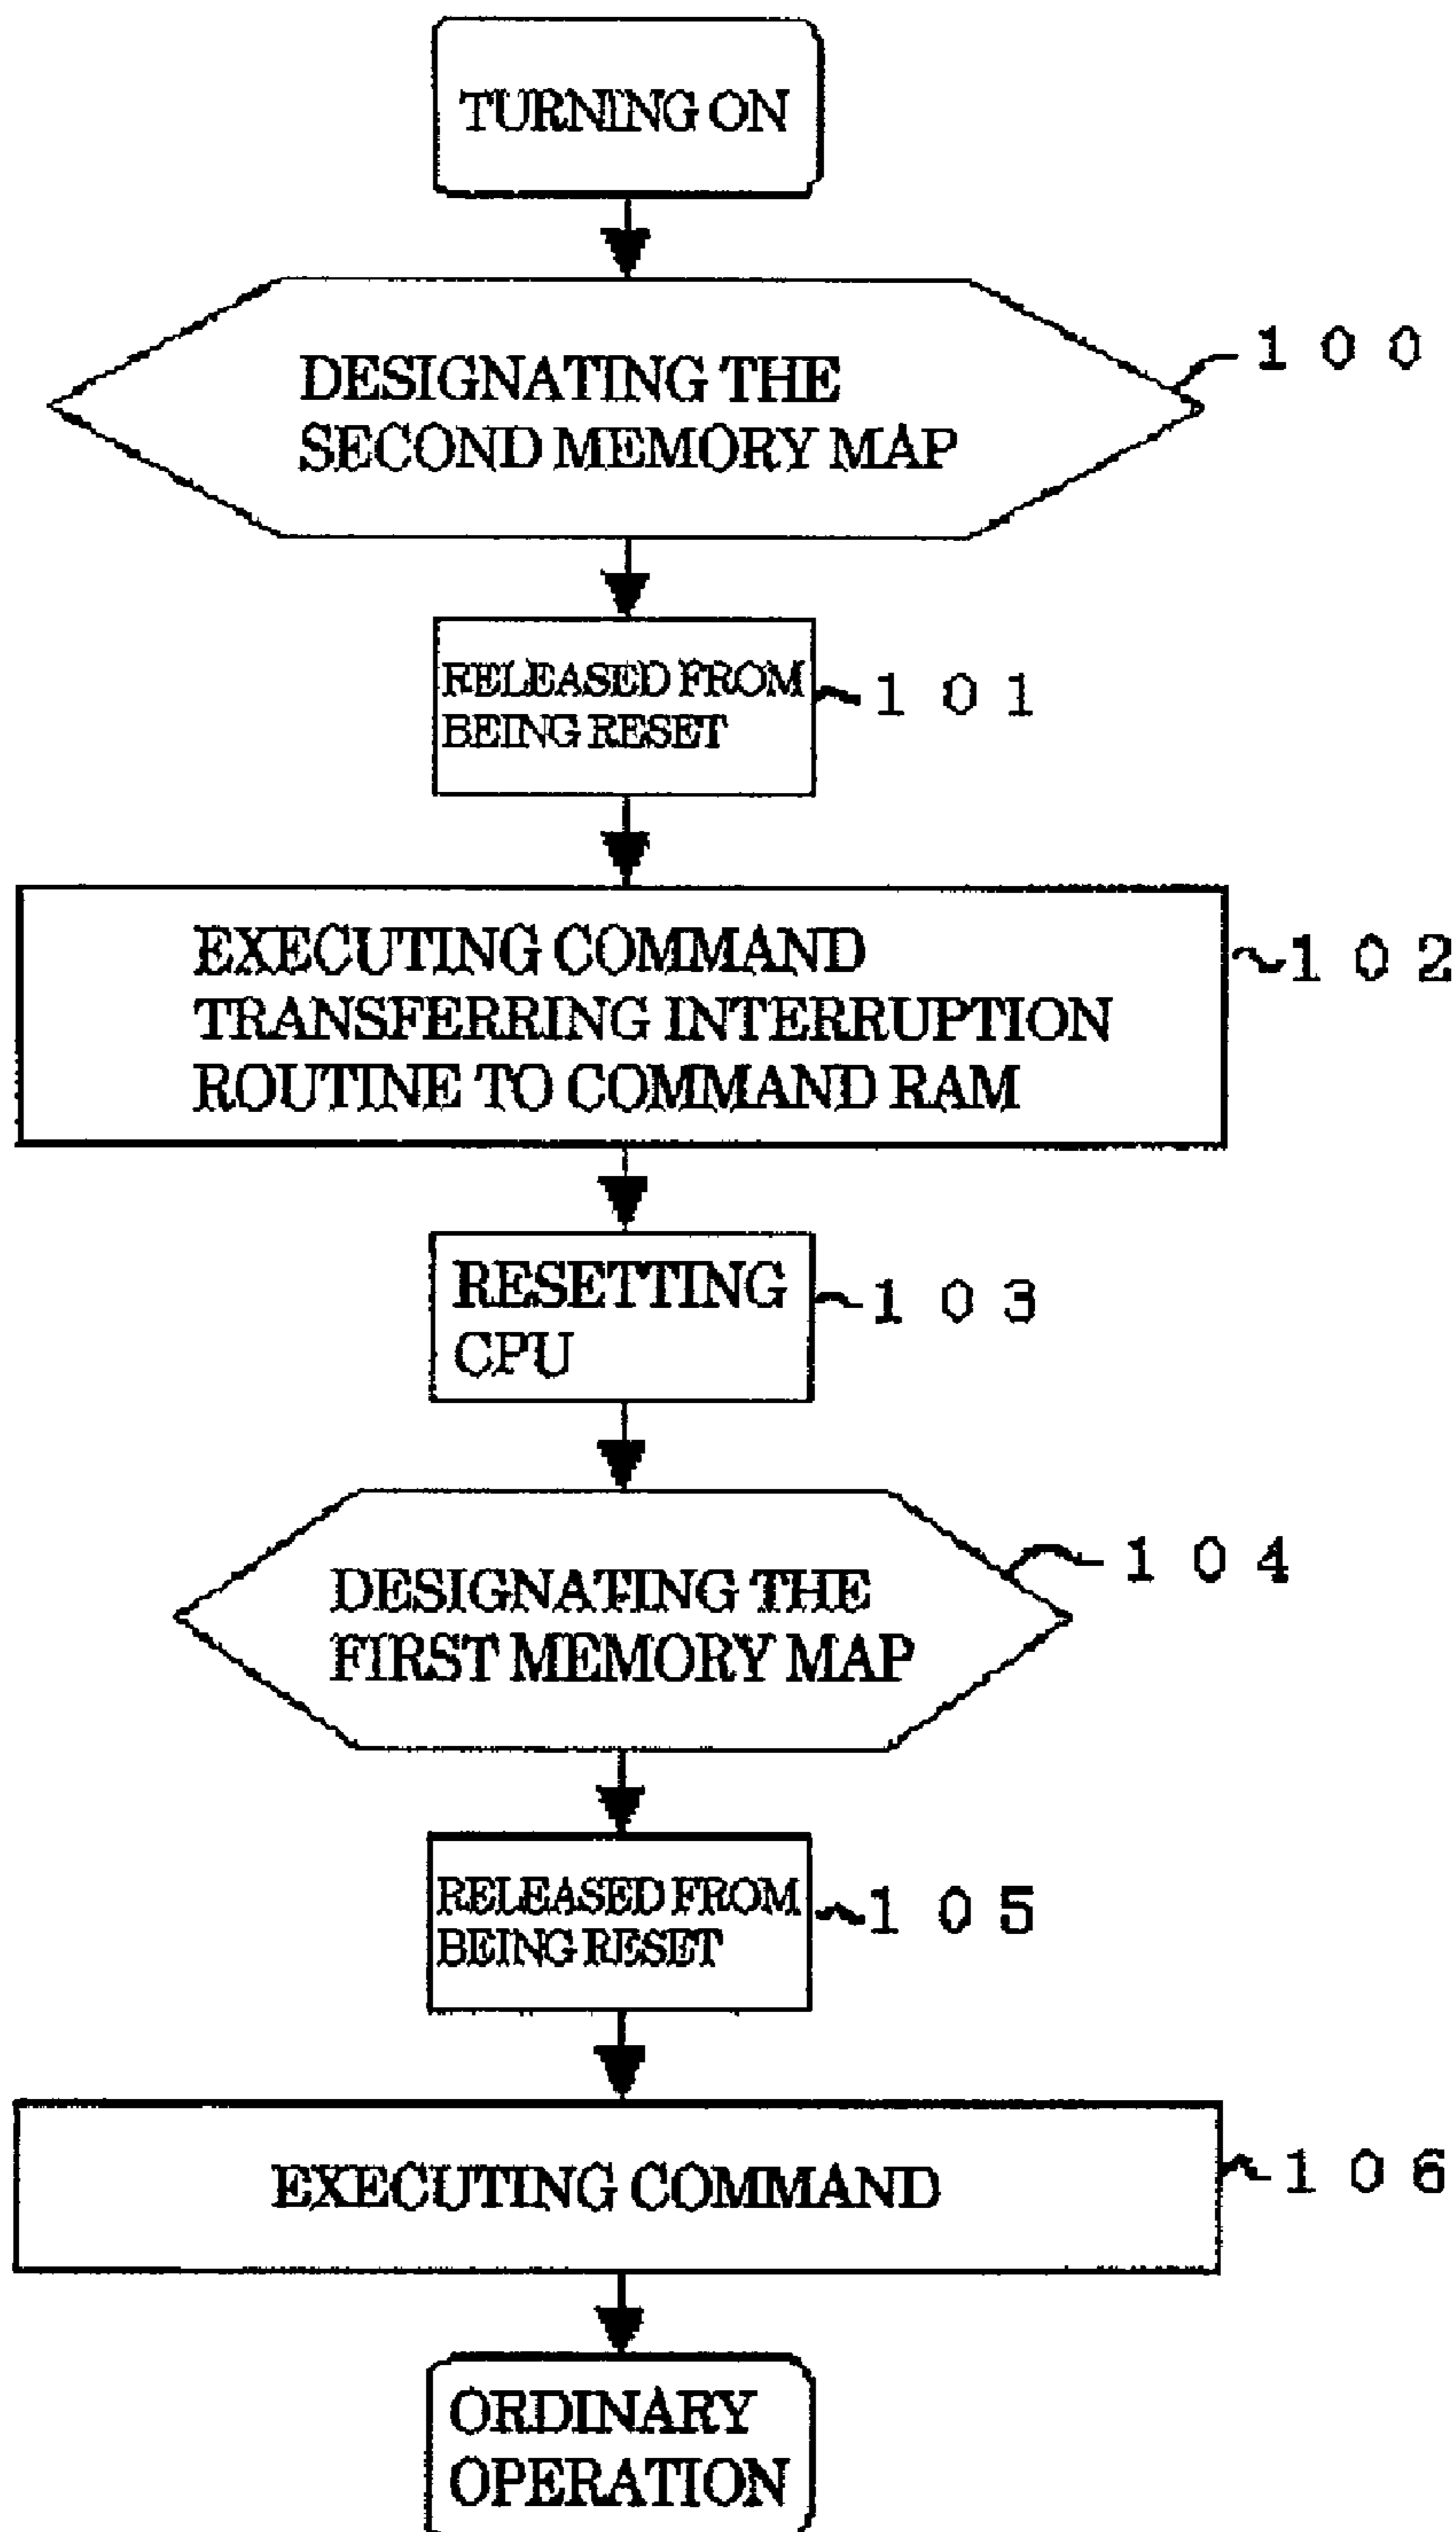 TURNING ON
DESIGNATING THE
SECOND MEMORY MAP
100
RELEASED FROM
BEING RESET
101
EXECUTING COMMAND
TRANSFERRING INTERRUPTION
ROUTINE TO COMMAND RAM
102
RESETTING
CPU
103
DESIGNATING THE
FIRST MEMORY MAP
104
RELEASED FROM
BEING RESET
105
EXECUTING COMMAND
106
ORDINARY
OPERATION